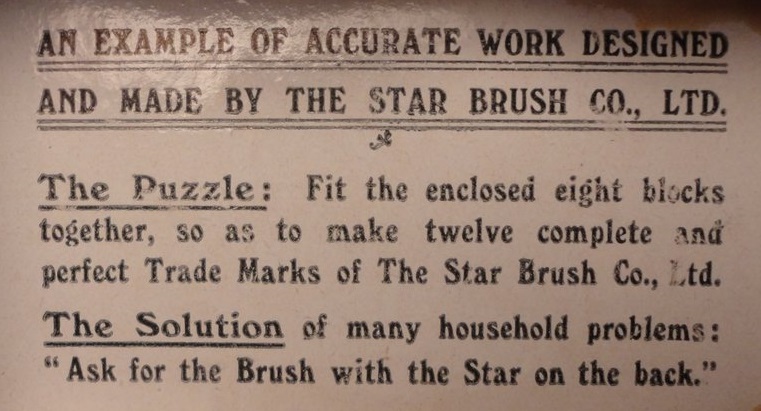 AN EXAMPLE OF ACCURATE WORK DESIGNED
AND MADE BY THE STAR BRUSH CO., LTD.
The Puzzle: Fit the enclosed eight blocks
together, so as to make twelve complete and
perfect Trade Marks of The Star Brush Co., Ltd.
The Solution of many household problems:
“Ask for the Brush with the Star on the back.”